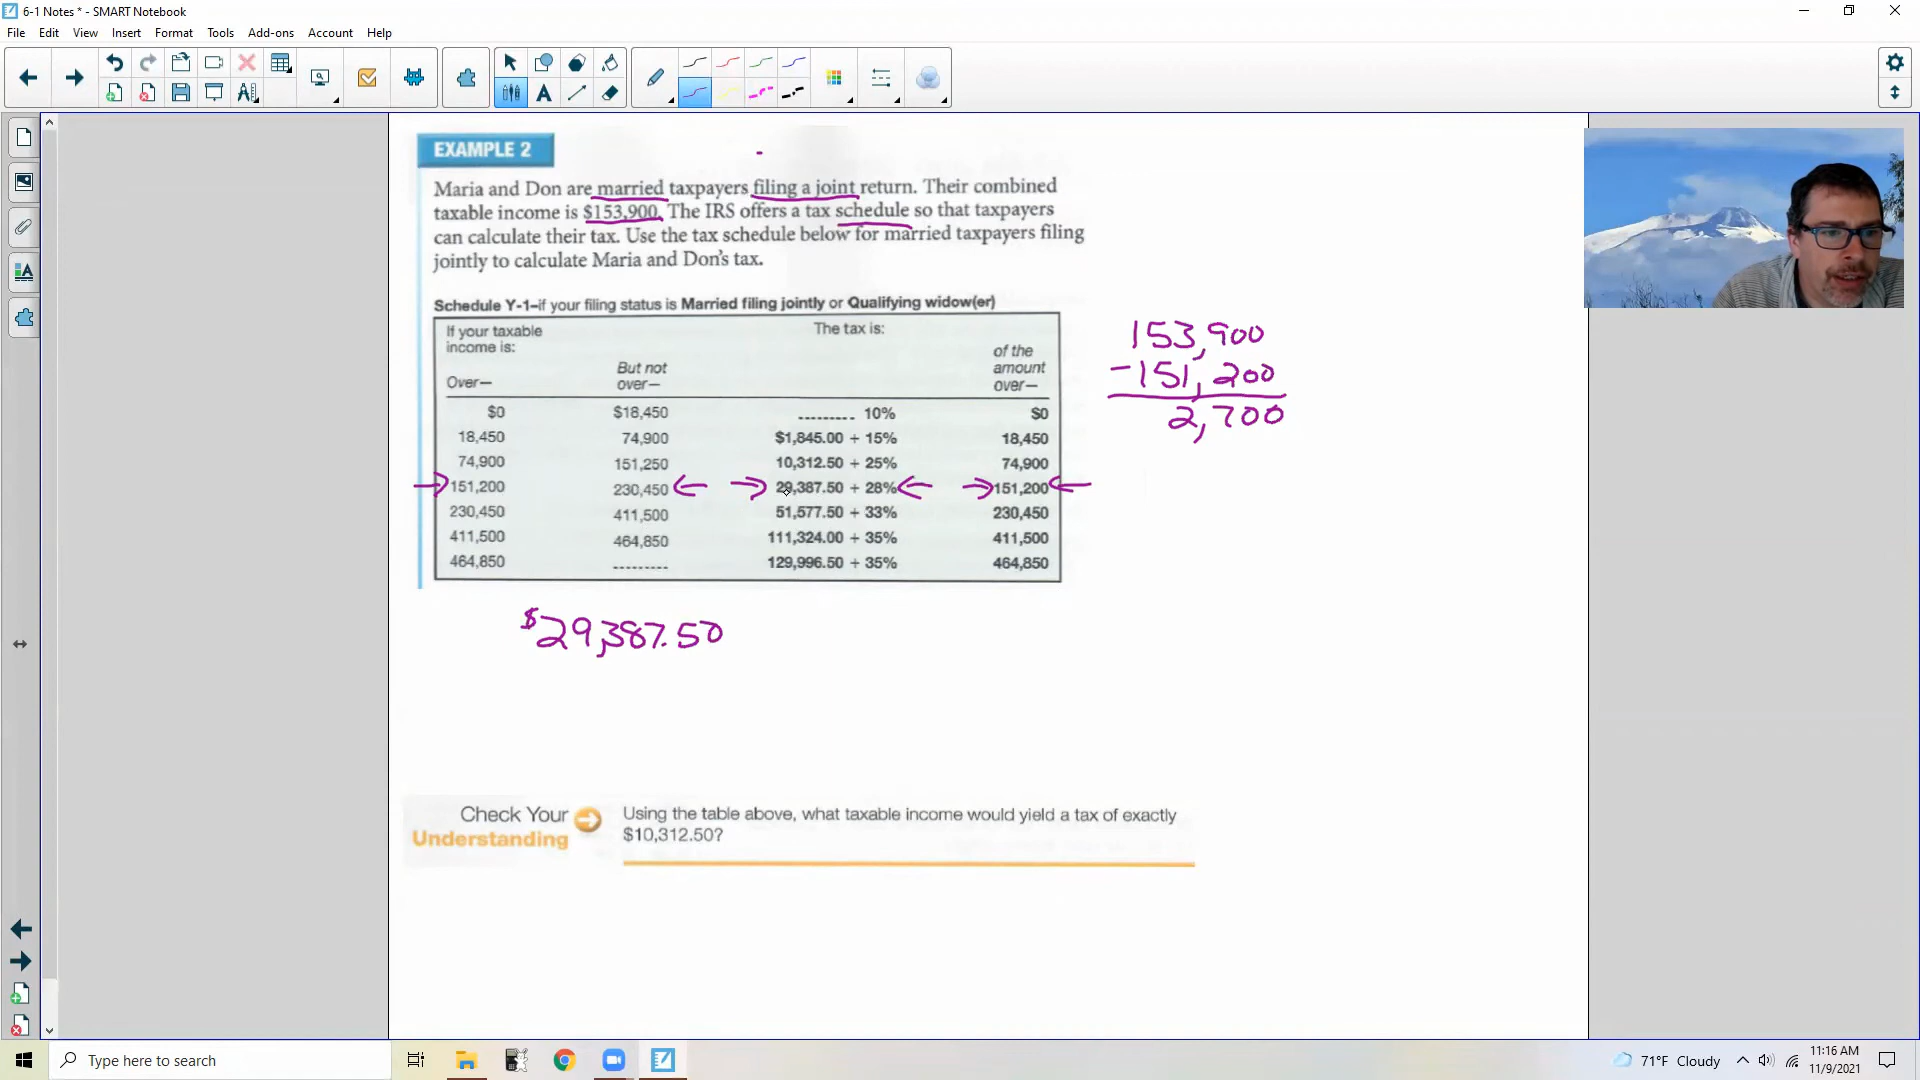 6-1 Notes * - SMART Notebook
File Edit View Insert Format Tools Add-ons Account Help
EXAMPLE 2
Maria and Don are married taxpayers filing a joint return. Their combined
taxable income is $153,900. The IRS offers a tax schedule so that taxpayers
can calculate their tax. Use the tax schedule below for married taxpayers filing
jointly to calculate Maria and Don's tax.
Schedule Y-1–if your filing status is Married filing jointly or Qualifying widow(er)
If your taxable
income is:
The tax is:
Over—
But not
over—
of the
amount
over—
$0 $18,450 ......... 10% $0
18,450 74,900 $1,845.00 + 15% 18,450
74,900 151,250 10,312.50 + 25% 74,900
151,200 230,450 29,387.50 + 28% 151,200
230,450 411,500 51,577.50 + 33% 230,450
411,500 464,850 111,324.00 + 35% 411,500
464,850 ......... 129,996.50 + 35% 464,850
153,900
-151,200
2,700
$29,387.50
Check Your
Understanding
Using the table above, what taxable income would yield a tax of exactly
$10,312.50?
Type here to search
71°F Cloudy
11:16 AM
11/9/2021